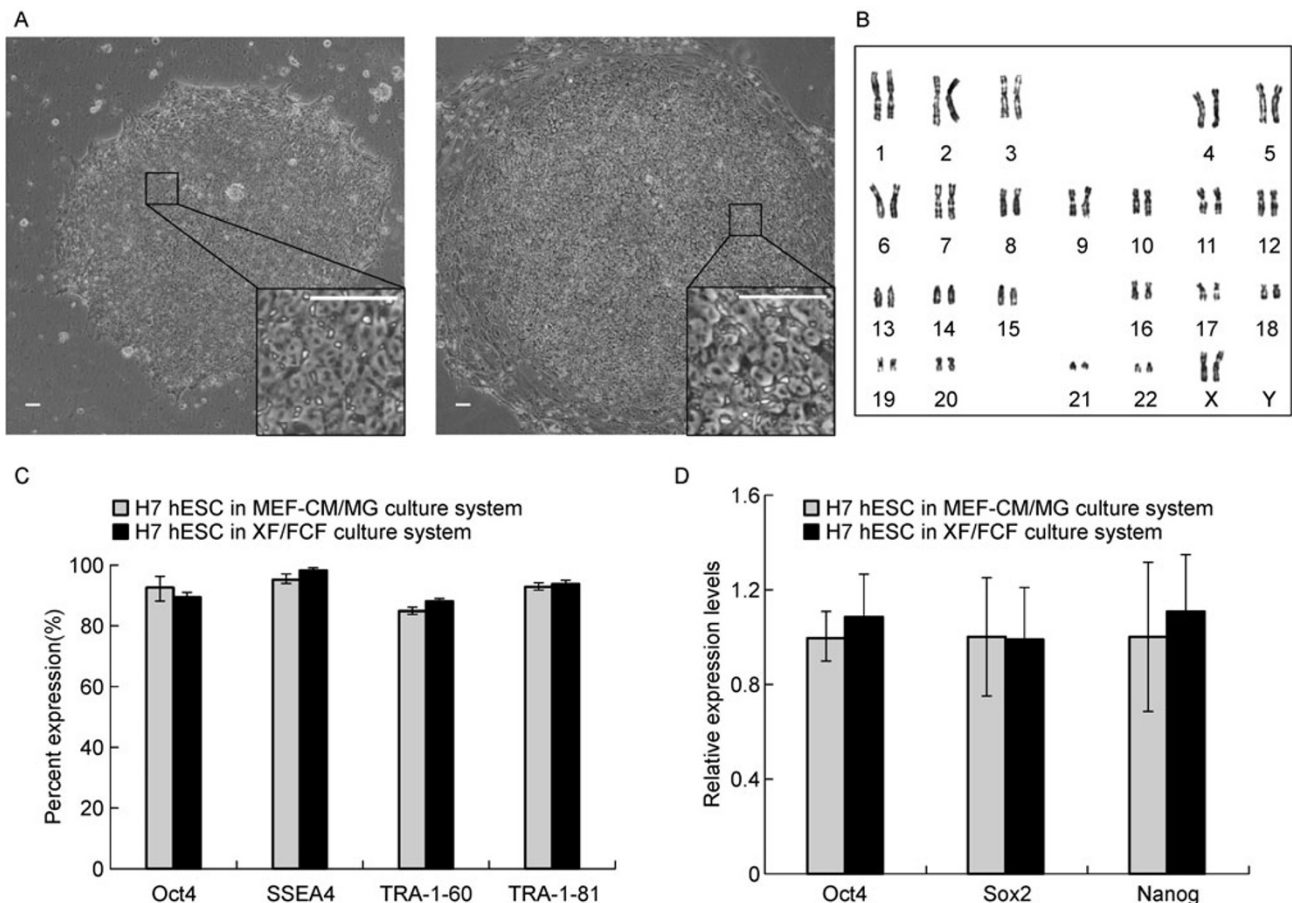 A
B
1 2 3 4 5
6 7 8 9 10 11 12
13 14 15 16 17 18
19 20 21 22 X Y
C
H7 hESC in MEF-CM/MG culture system
H7 hESC in XF/FCF culture system
Percent expression(%)
100
80
60
40
20
0
Oct4 SSEA4 TRA-1-60 TRA-1-81
D
H7 hESC in MEF-CM/MG culture system
H7 hESC in XF/FCF culture system
Relative expression levels
1.6
1.2
0.8
0.4
0
Oct4 Sox2 Nanog